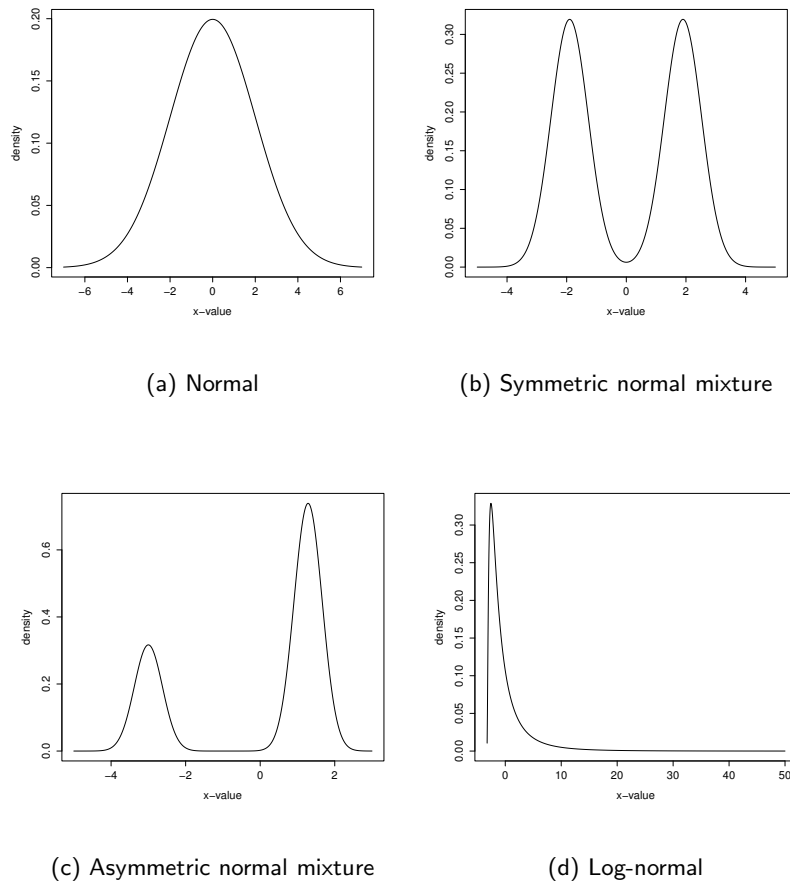 0.20
0.15
0.10
0.05
0.00
density
−6 −4 −2 0 2 4 6
x−value
(a) Normal
0.30
0.25
0.20
0.15
0.10
0.05
0.00
density
−4 −2 0 2 4
x−value
(b) Symmetric normal mixture
0.6
0.4
0.2
0.0
density
−4 −2 0 2
x−value
(c) Asymmetric normal mixture
0.30
0.25
0.20
0.15
0.10
0.05
0.00
density
0 10 20 30 40 50
x−value
(d) Log-normal